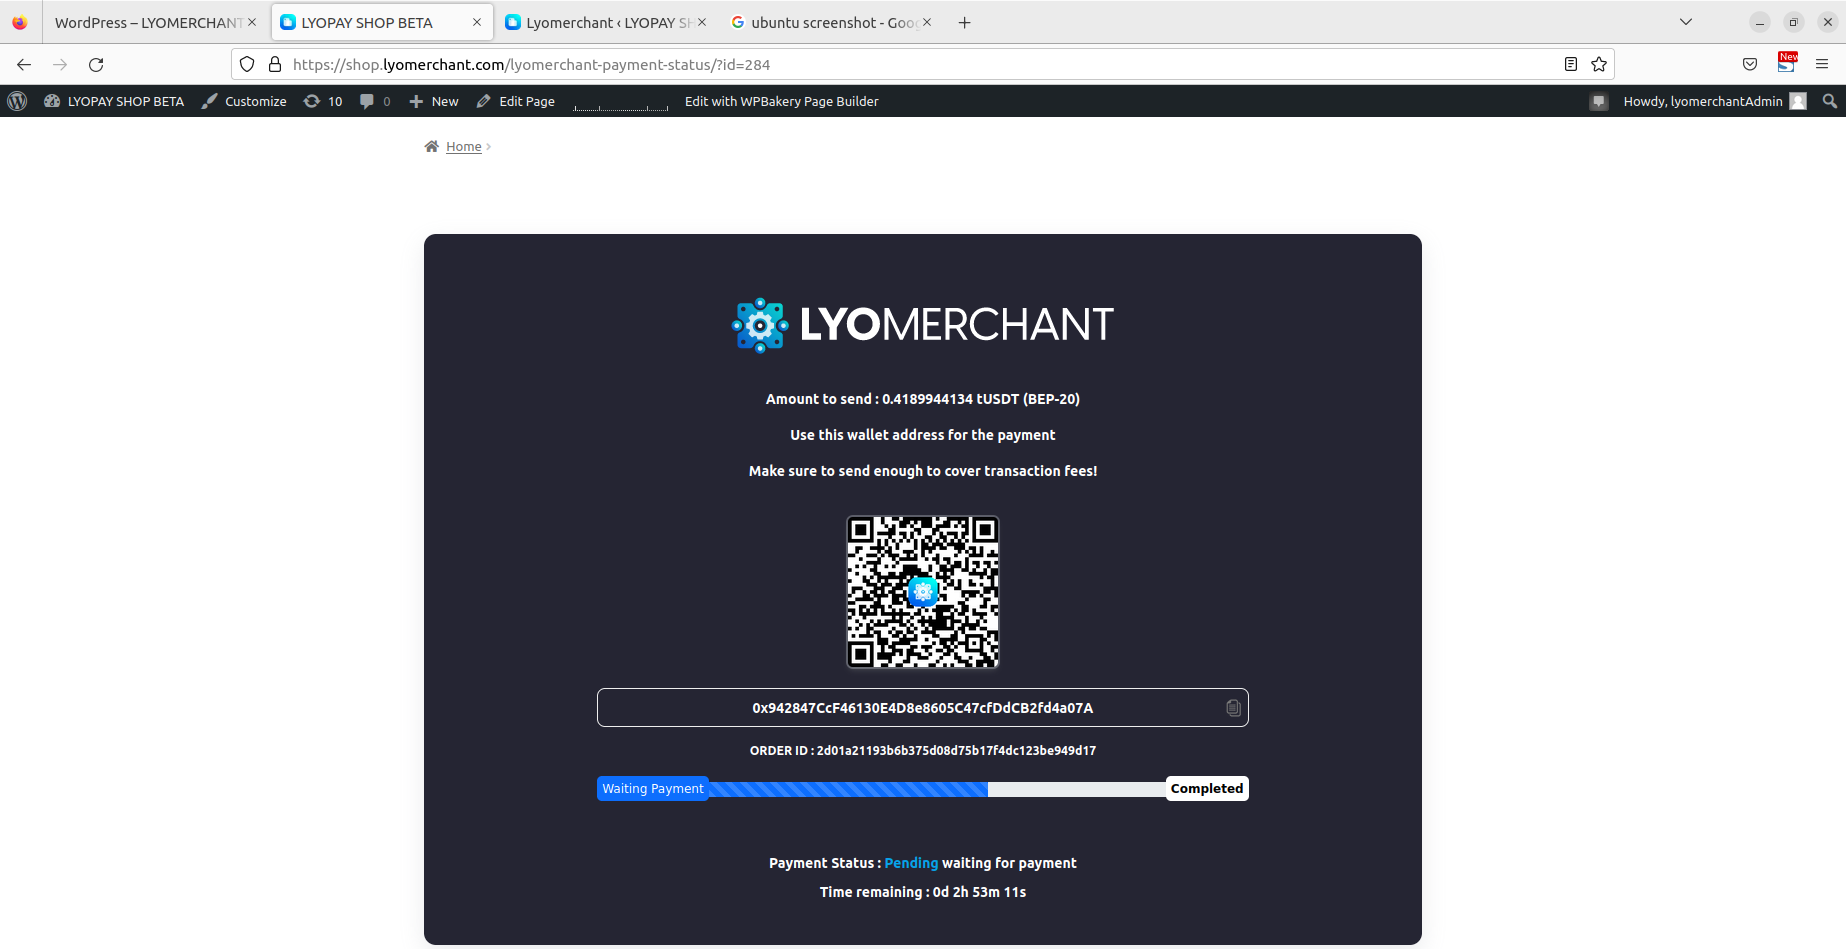 WordPress – LYOMERCHANT
LYOPAY SHOP BETA
Lyomerchant ‹ LYOPAY SH
ubuntu screenshot - Goog
https://shop.lyomerchant.com/lyomerchant-payment-status/?id=284
New
LYOPAY SHOP BETA
Customize
10
0
New
Edit Page
Edit with WPBakery Page Builder
Howdy, lyomerchantAdmin
Home
LYOMERCHANT
Amount to send : 0.4189944134 tUSDT (BEP-20)
Use this wallet address for the payment
Make sure to send enough to cover transaction fees!
0x942847CcF46130E4D8e8605C47cfDdCB2fd4a07A
ORDER ID : 2d01a21193b6b375d08d75b17f4dc123be949d17
Waiting Payment
Completed
Payment Status : Pending waiting for payment
Time remaining : 0d 2h 53m 11s